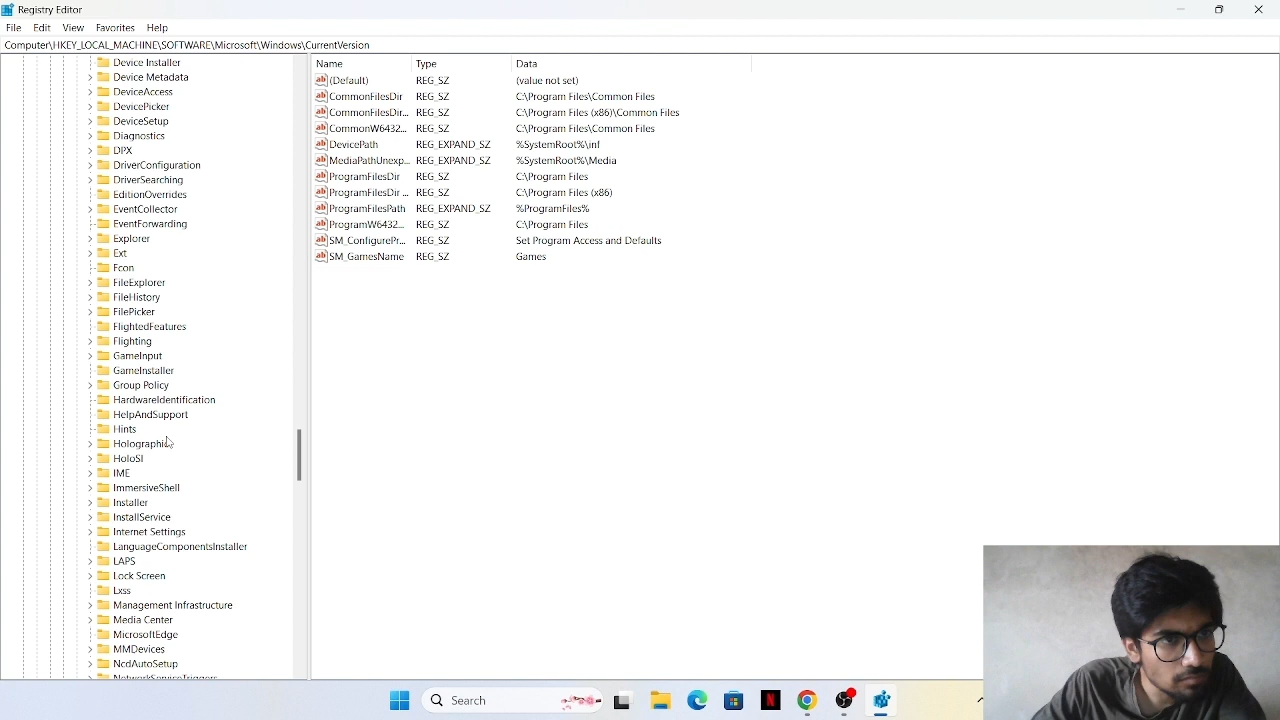 Registry Editor
File Edit View Favorites Help
Computer\HKEY_LOCAL_MACHINE\SOFTWARE\Microsoft\Windows\CurrentVersion
Device Installer
Device Metadata
DeviceAccess
DevicePicker
DeviceSetup
Diagnostics
DPX
DriverConfiguration
DriverSearching
EditionOverrides
EventCollector
EventForwarding
Explorer
Ext
Fcon
FileExplorer
FileHistory
FilePicker
FlightedFeatures
Flighting
GameInput
GameInstaller
Group Policy
HardwareIdentification
HelpAndSupport
Hints
Holographic
HoloSI
IME
ImmersiveShell
Installer
InstallService
Internet Settings
LanguageComponentsInstaller
LAPS
Lock Screen
Lxss
Management Infrastructure
Media Center
MicrosoftEdge
MMDevices
NcdAutoSetup
NetworkServiceTriggers
Name Type Data
(Default) REG_SZ (value not set)
CommonFilesDir REG_SZ C:\Program Files\Common Files
CommonFilesDir... REG_SZ C:\Program Files (x86)\Common Files
CommonW6432... REG_SZ C:\Program Files\Common Files
DevicePath REG_EXPAND_SZ %SystemRoot%\inf
MediaPathUnexp... REG_EXPAND_SZ %SystemRoot%\Media
ProgramFilesDir REG_SZ C:\Program Files
ProgramFilesDir ... REG_SZ C:\Program Files (x86)
ProgramFilesPath REG_EXPAND_SZ %ProgramFiles%
ProgramW6432... REG_SZ C:\Program Files
SM_ConfigurePr... REG_SZ Set Program Access and Defaults
SM_GamesName REG_SZ Games
Search